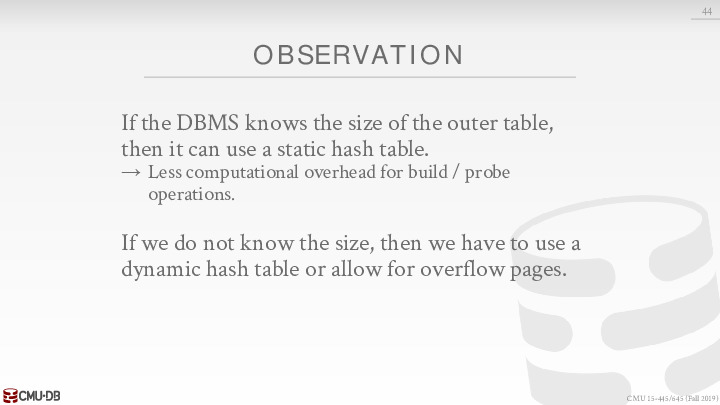 44
OBSERVATION
If the DBMS knows the size of the outer table,
then it can use a static hash table.
→ Less computational overhead for build / probe
operations.
If we do not know the size, then we have to use a
dynamic hash table or allow for overflow pages.
CMU·DB
CMU 15-445/645 (Fall 2019)